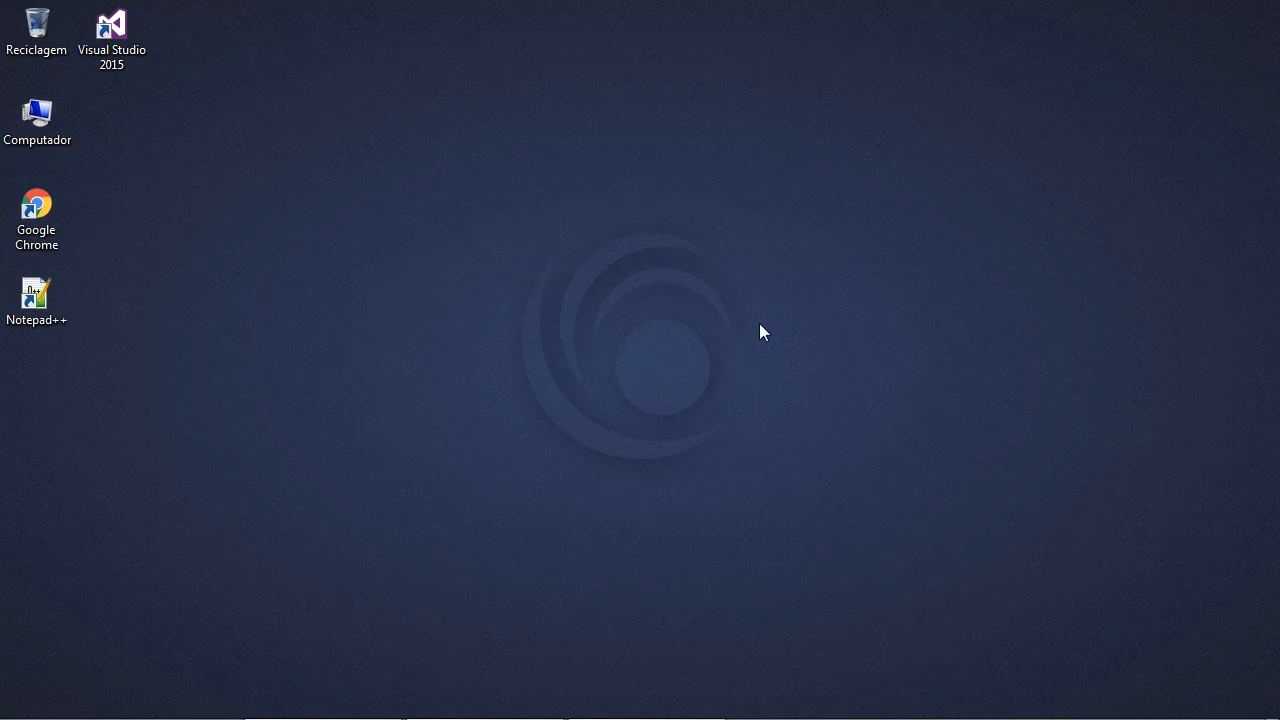 Reciclagem
Visual Studio
2015
Computador
Google
Chrome
Notepad++